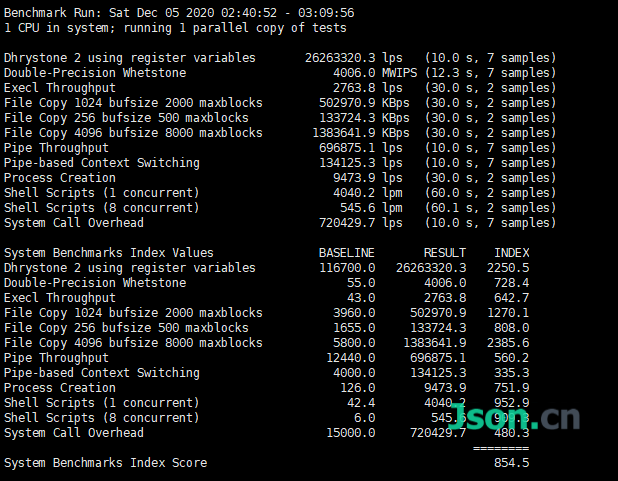 Benchmark Run: Sat Dec 05 2020 02:40:52 - 03:09:56
1 CPU in system; running 1 parallel copy of tests
Dhrystone 2 using register variables 26263320.3 lps (10.0 s, 7 samples)
Double-Precision Whetstone 4006.0 MWIPS (12.3 s, 7 samples)
Execl Throughput 2763.8 lps (30.0 s, 2 samples)
File Copy 1024 bufsize 2000 maxblocks 502970.9 KBps (30.0 s, 2 samples)
File Copy 256 bufsize 500 maxblocks 133724.3 KBps (30.0 s, 2 samples)
File Copy 4096 bufsize 8000 maxblocks 1383641.9 KBps (30.0 s, 2 samples)
Pipe Throughput 696875.1 lps (10.0 s, 7 samples)
Pipe-based Context Switching 134125.3 lps (10.0 s, 7 samples)
Process Creation 9473.9 lps (30.0 s, 2 samples)
Shell Scripts (1 concurrent) 4040.2 lpm (60.0 s, 2 samples)
Shell Scripts (8 concurrent) 545.6 lpm (60.1 s, 2 samples)
System Call Overhead 720429.7 lps (10.0 s, 7 samples)
System Benchmarks Index Values BASELINE RESULT INDEX
Dhrystone 2 using register variables 116700.0 26263320.3 2250.5
Double-Precision Whetstone 55.0 4006.0 728.4
Execl Throughput 43.0 2763.8 642.7
File Copy 1024 bufsize 2000 maxblocks 3960.0 502970.9 1270.1
File Copy 256 bufsize 500 maxblocks 1655.0 133724.3 808.0
File Copy 4096 bufsize 8000 maxblocks 5800.0 1383641.9 2385.6
Pipe Throughput 12440.0 696875.1 560.2
Pipe-based Context Switching 4000.0 134125.3 335.3
Process Creation 126.0 9473.9 751.9
Shell Scripts (1 concurrent) 42.4 4040.2 952.9
Shell Scripts (8 concurrent) 6.0 545.6
System Call Overhead 15000.0 720429.7 480.3
========
System Benchmarks Index Score 854.5
Json.cn